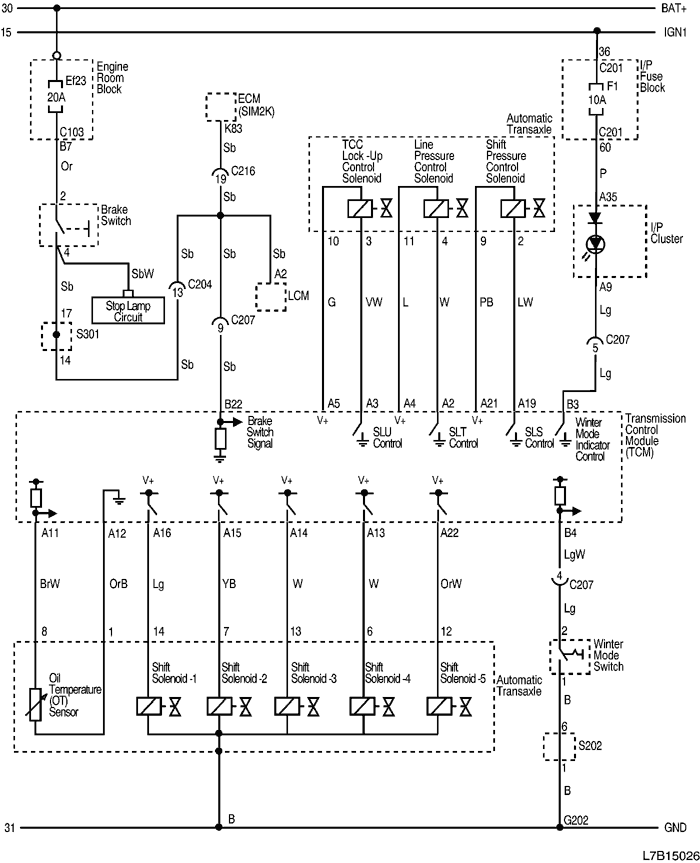 30 BAT+
15 IGN1
36
C201
I/P
Fuse
Block
F1
10A
C201
60
P
A35
I/P
Cluster
A9
Lg
C207
5
Lg
B3
Engine
Room
Block
Ef23
20A
C103
B7
Or
2
Brake
Switch
4
SbW
Stop Lamp
Circuit
Sb
17
S301
14
Sb
ECM
(SIM2K)
K83
Sb
C216
19
Sb
Sb
C204
13
Sb
Sb
C207
9
Sb
B22
Sb
A2
LCM
Automatic
Transaxle
TCC
Lock -Up
Control
Solenoid
Line
Pressure
Control
Solenoid
Shift
Pressure
Control
Solenoid
10 3 11 4 9 2
G VW L W PB LW
A5 A3 A4 A2 A21 A19
Brake
Switch
Signal
V+
SLU
Control
V+
SLT
Control
V+
SLS
Control
Winter
Mode
Indicator
Control
Transmission
Control
Module
(TCM)
V+ V+ V+ V+ V+
A11 A12 A16 A15 A14 A13 A22 B4
BrW OrB Lg YB W W OrW LgW
4
C207
Lg
8 1 14 7 13 6 12 2
Winter
Mode
Switch
1
B
6
S202
1
B
G202
Oil
Temperature
(OT)
Sensor
Shift
Solenoid -1
Shift
Solenoid -2
Shift
Solenoid -3
Shift
Solenoid -4
Shift
Solenoid -5
Automatic
Transaxle
B
31 GND
L7B15026